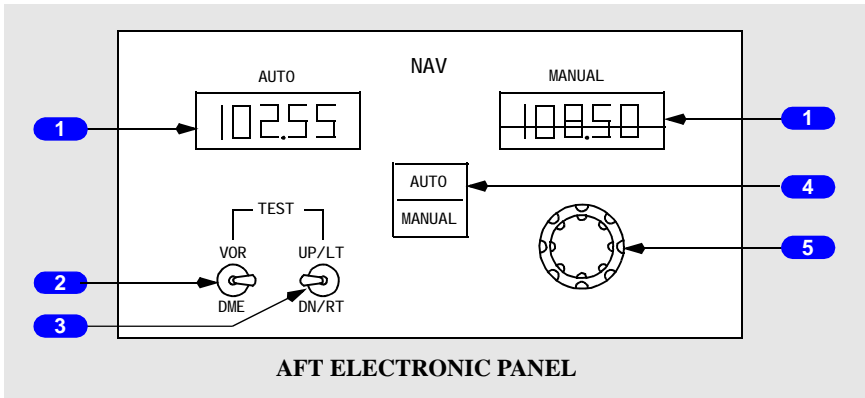 NAV
AUTO
MANUAL
1
102.55
108.50
1
AUTO
MANUAL
4
TEST
VOR
UP/LT
5
2
DME
DN/RT
3
AFT ELECTRONIC PANEL